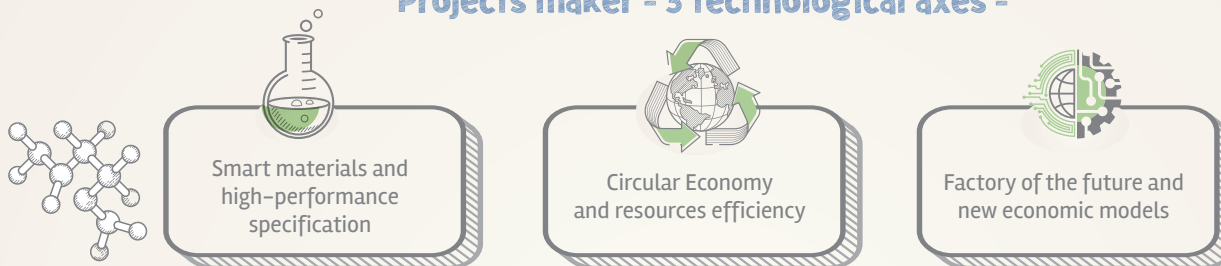 Projects maker - 3 Technological axes -
Smart materials and
high-performance
specification
Circular Economy
and resources efficiency
Factory of the future and
new economic models